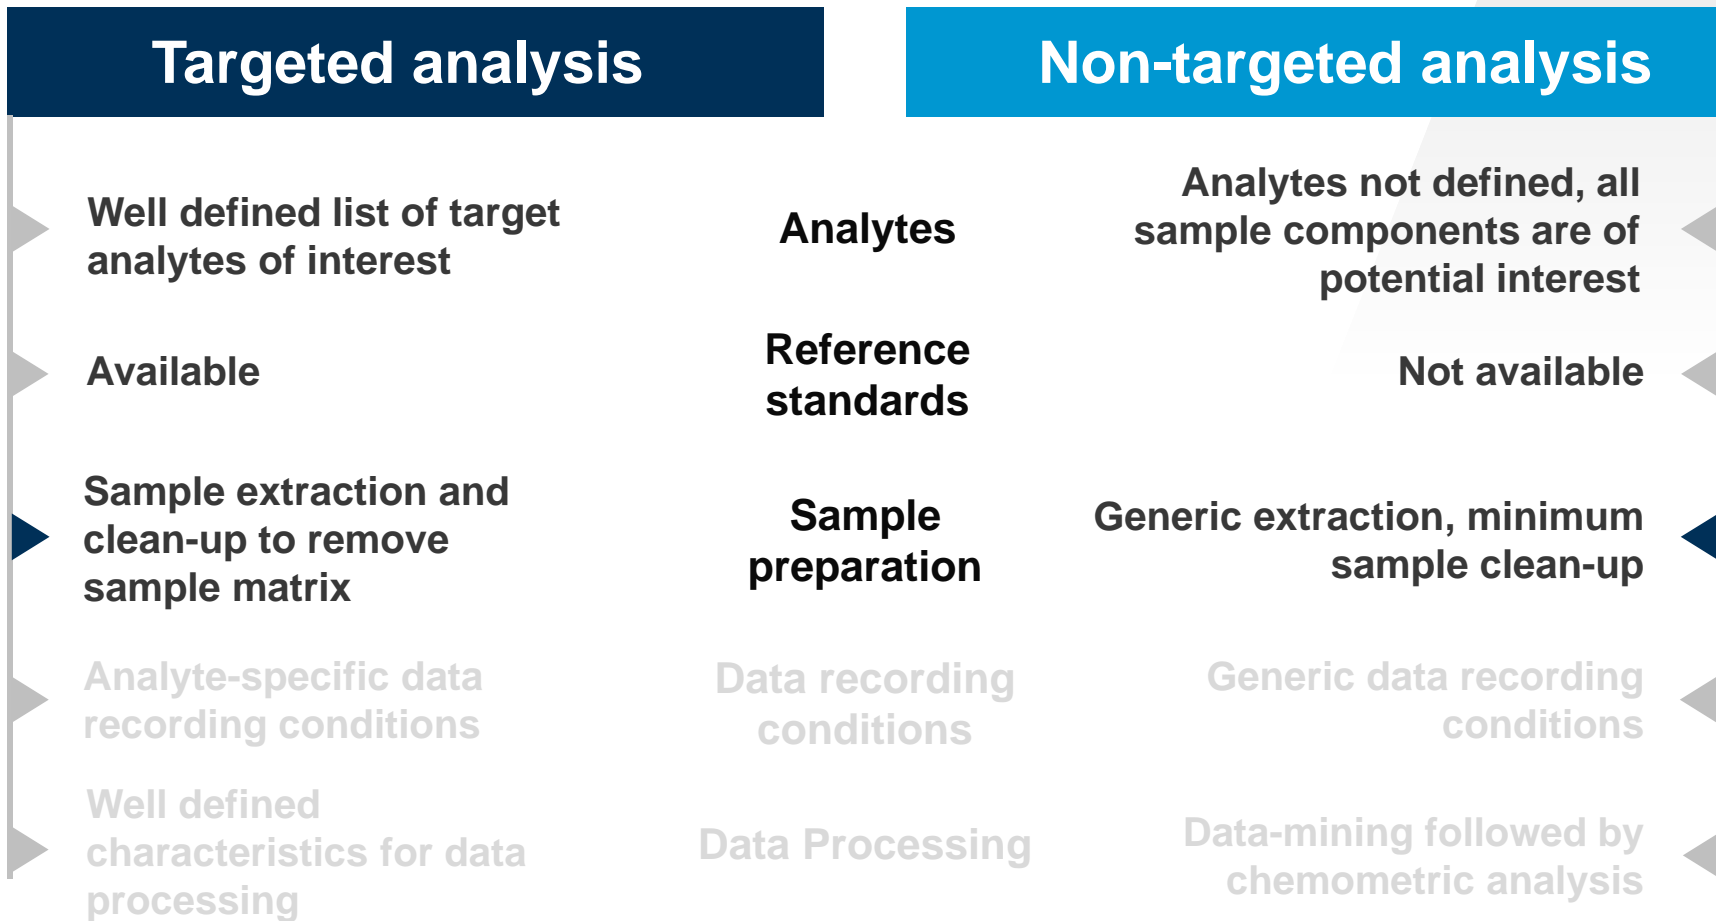 Targeted analysis
Non-targeted analysis
Well defined list of target
analytes of interest
Analytes
Analytes not defined, all
sample components are of
potential interest
Available
Reference
standards
Not available
Sample extraction and
clean-up to remove
sample matrix
Sample
preparation
Generic extraction, minimum
sample clean-up
Analyte-specific data
recording conditions
Data recording
conditions
Generic data recording
conditions
Well defined
characteristics for data
processing
Data Processing
Data-mining followed by
chemometric analysis